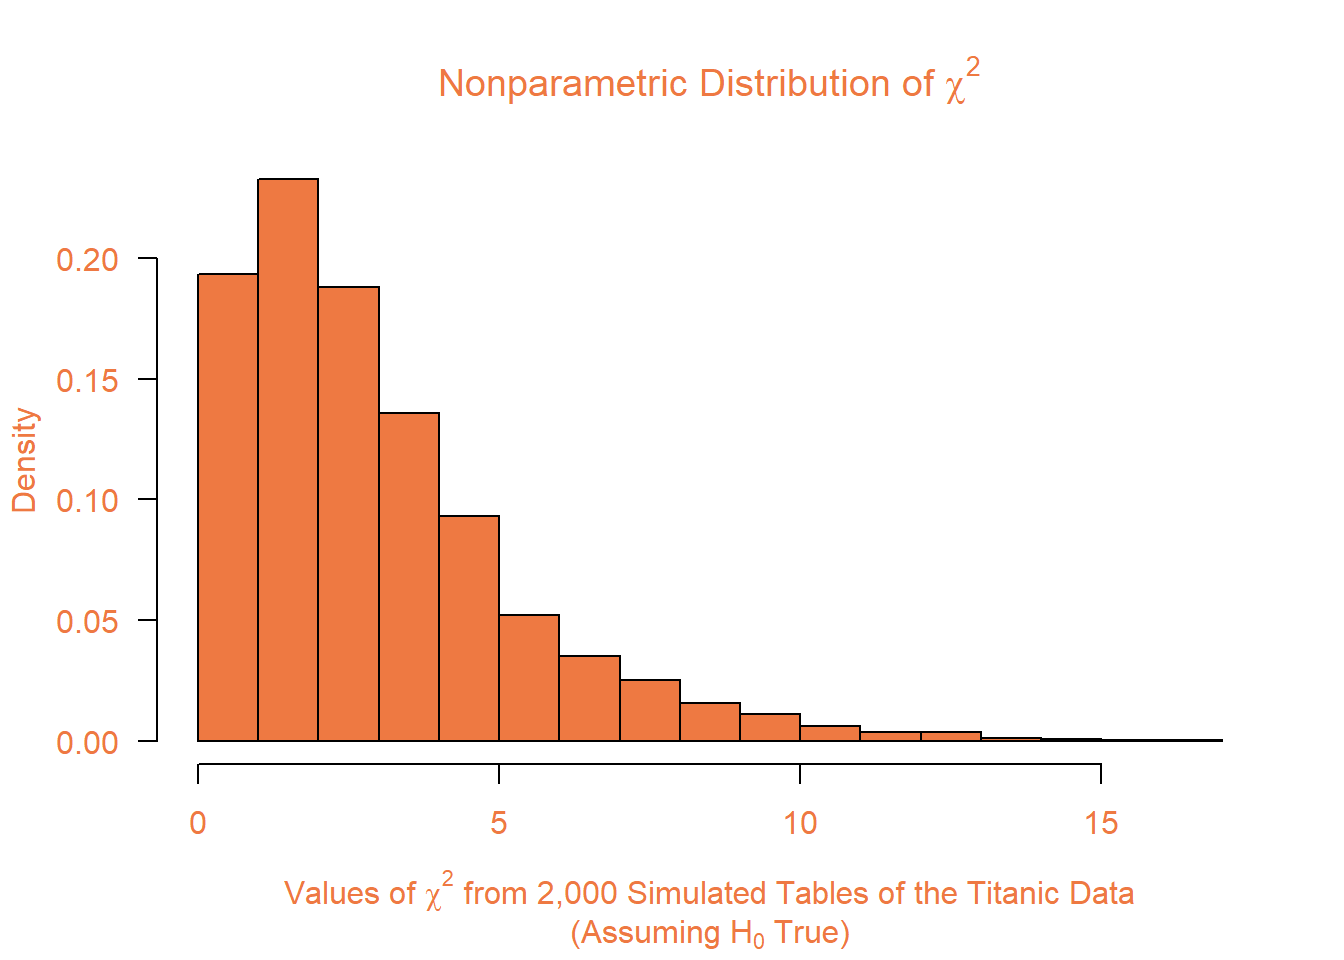 Nonparametric Distribution of χ²
Density
0.20
0.15
0.10
0.05
0.00
0 5 10 15
Values of χ² from 2,000 Simulated Tables of the Titanic Data
(Assuming H₀ True)